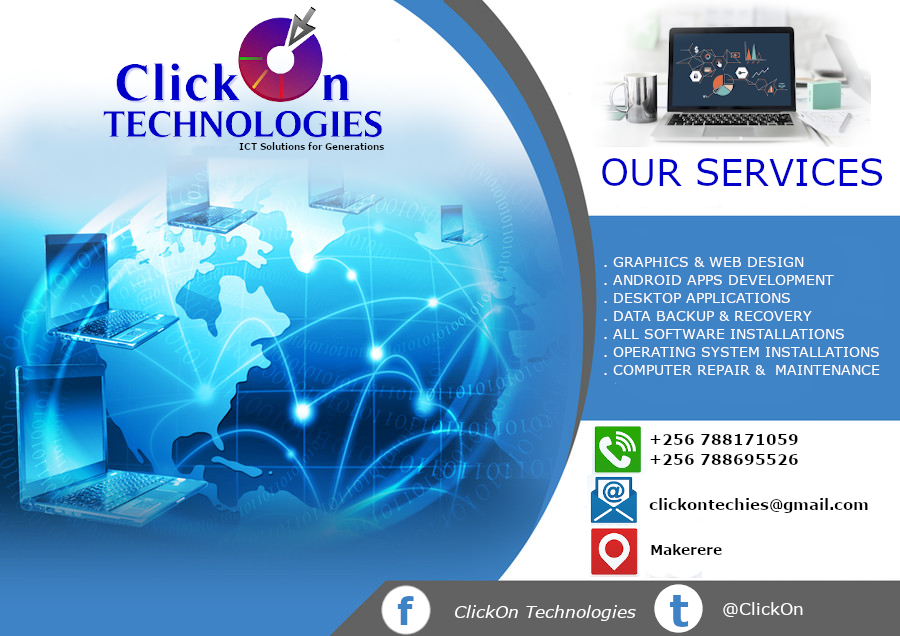 Click On
TECHNOLOGIES
ICT Solutions for Generations
OUR SERVICES
. GRAPHICS & WEB DESIGN
. ANDROID APPS DEVELOPMENT
. DESKTOP APPLICATIONS
. DATA BACKUP & RECOVERY
. ALL SOFTWARE INSTALLATIONS
. OPERATING SYSTEM INSTALLATIONS
. COMPUTER REPAIR &  MAINTENANCE
+256 788171059
+256 788695526
clickontechies@gmail.com
Makerere
ClickOn Technologies
@ClickOn